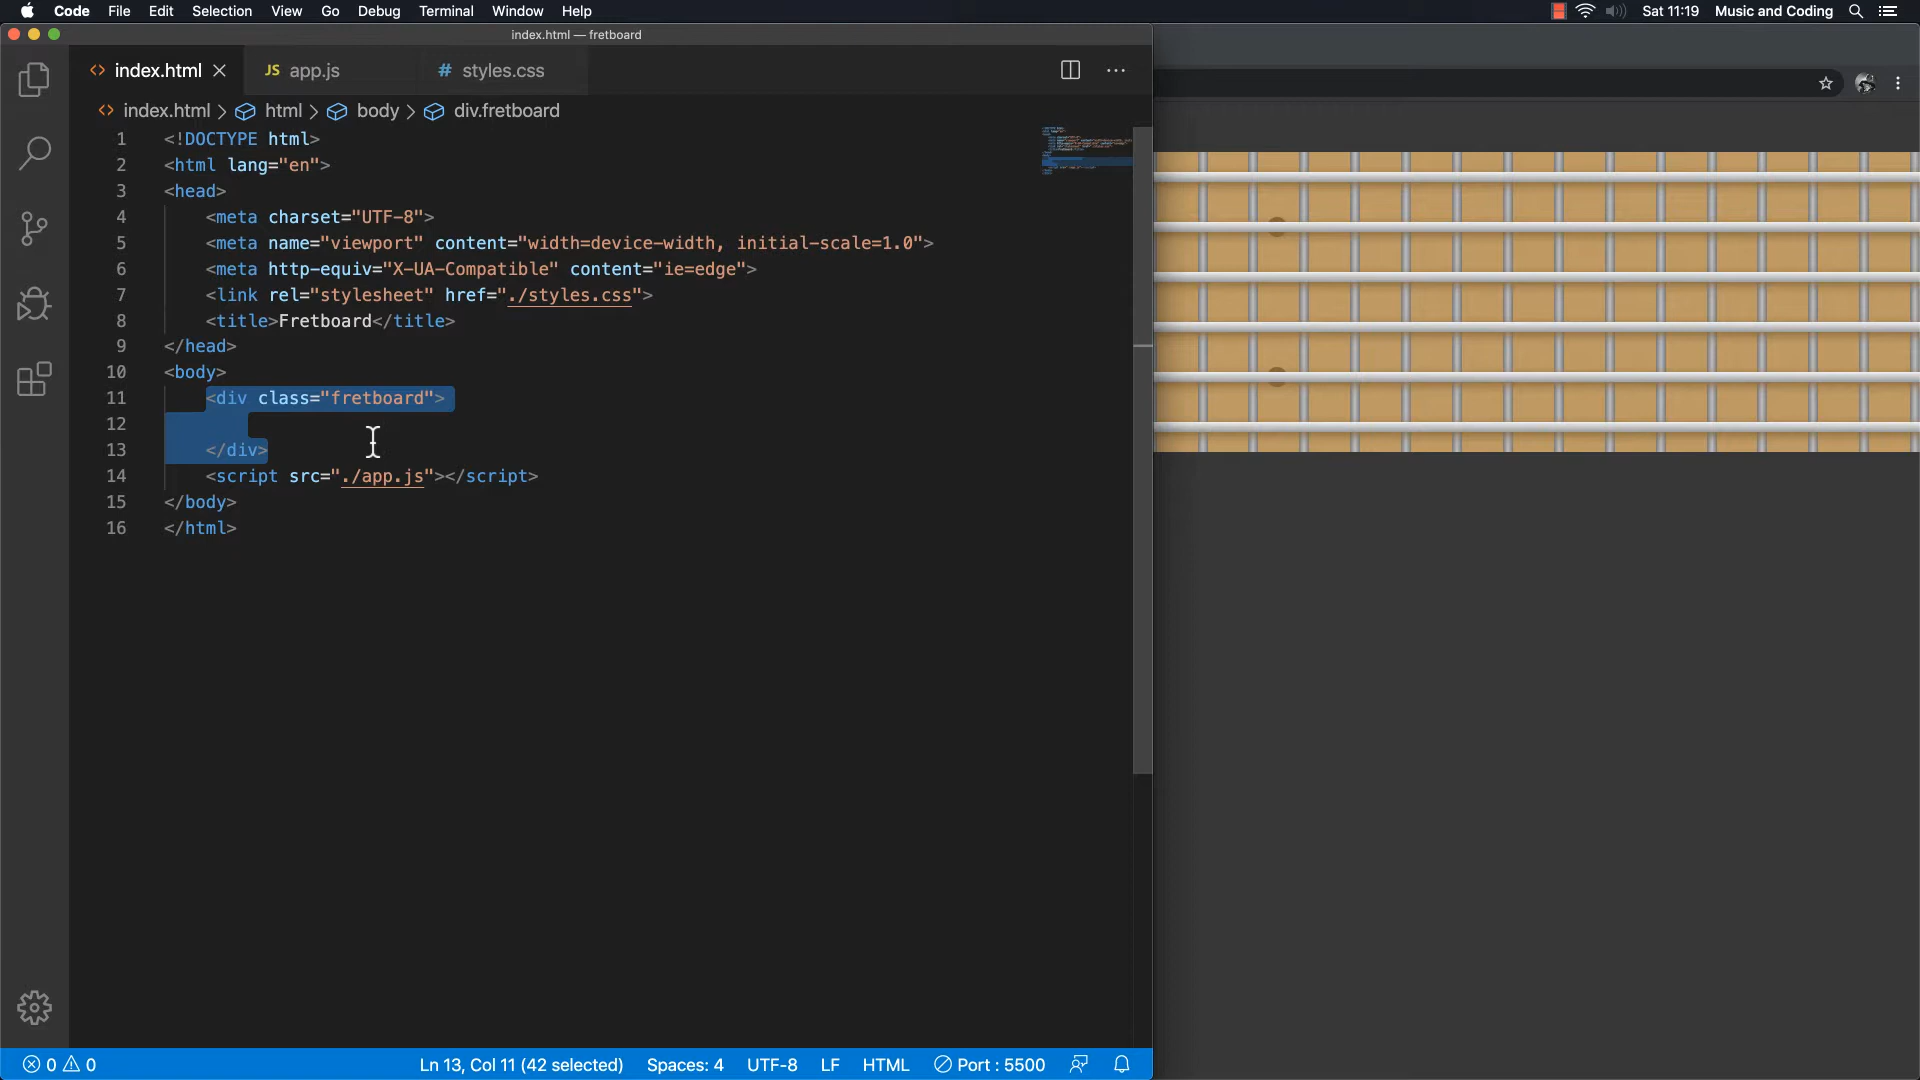 Code File Edit Selection View Go Debug Terminal Window Help Sat 11:19 Music and Coding
index.html — fretboard
<> index.html × JS app.js # styles.css ...
<> index.html > html > body > div.fretboard
1 <!DOCTYPE html>
2 <html lang="en">
3 <head>
4 <meta charset="UTF-8">
5 <meta name="viewport" content="width=device-width, initial-scale=1.0">
6 <meta http-equiv="X-UA-Compatible" content="ie=edge">
7 <link rel="stylesheet" href="./styles.css">
8 <title>Fretboard</title>
9 </head>
10 <body>
11 <div class="fretboard">
12
13 </div>
14 <script src="./app.js"></script>
15 </body>
16 </html>
0 0 Ln 13, Col 11 (42 selected) Spaces: 4 UTF-8 LF HTML Port : 5500